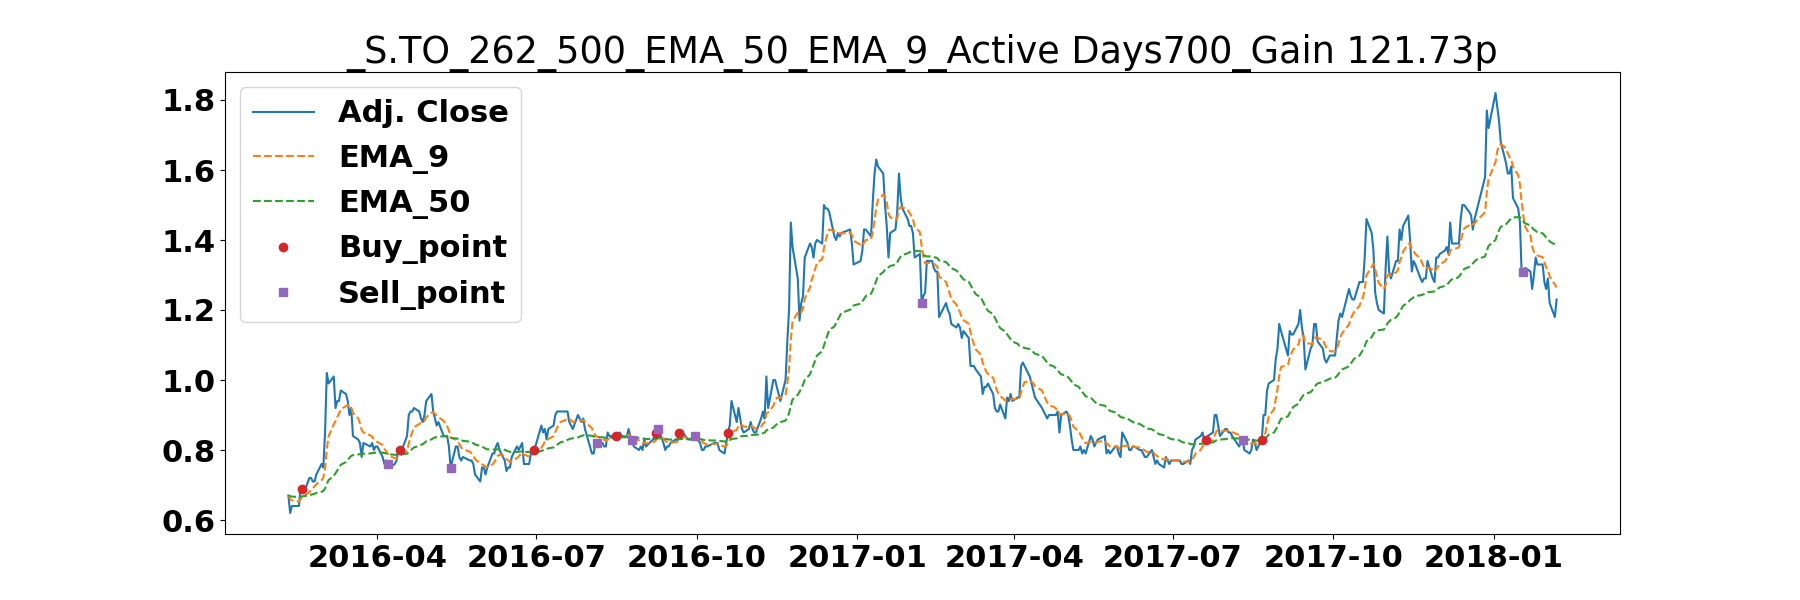 _S.TO_262_500_EMA_50_EMA_9_Active Days700_Gain 121.73p
1.8
1.6
1.4
1.2
1.0
0.8
0.6
Adj. Close
EMA_9
EMA_50
Buy_point
Sell_point
2016-04 2016-07 2016-10 2017-01 2017-04 2017-07 2017-10 2018-01